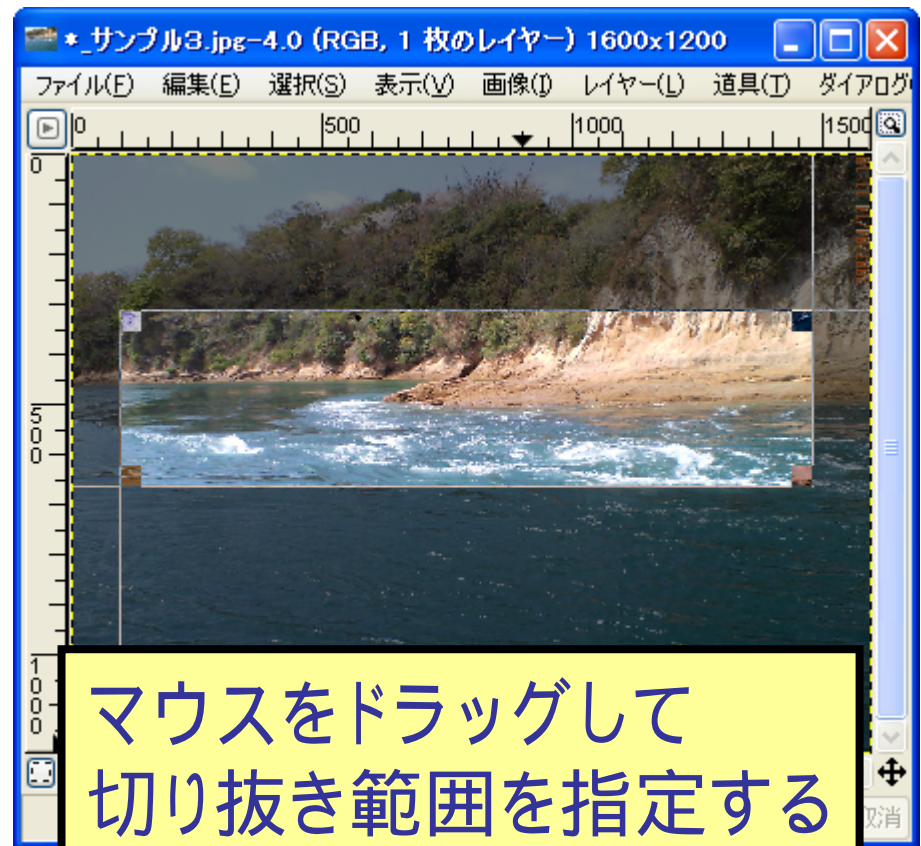 *_サンプル3.jpg-4.0 (RGB, 1 枚のレイヤー) 1600x1200
ファイル(F) 編集(E) 選択(S) 表示(V) 画像(I) レイヤー(L) 道具(T) ダイアログ
0 500 1000 1500
0
500
1000
マウスをドラッグして
切り抜き範囲を指定する
取消